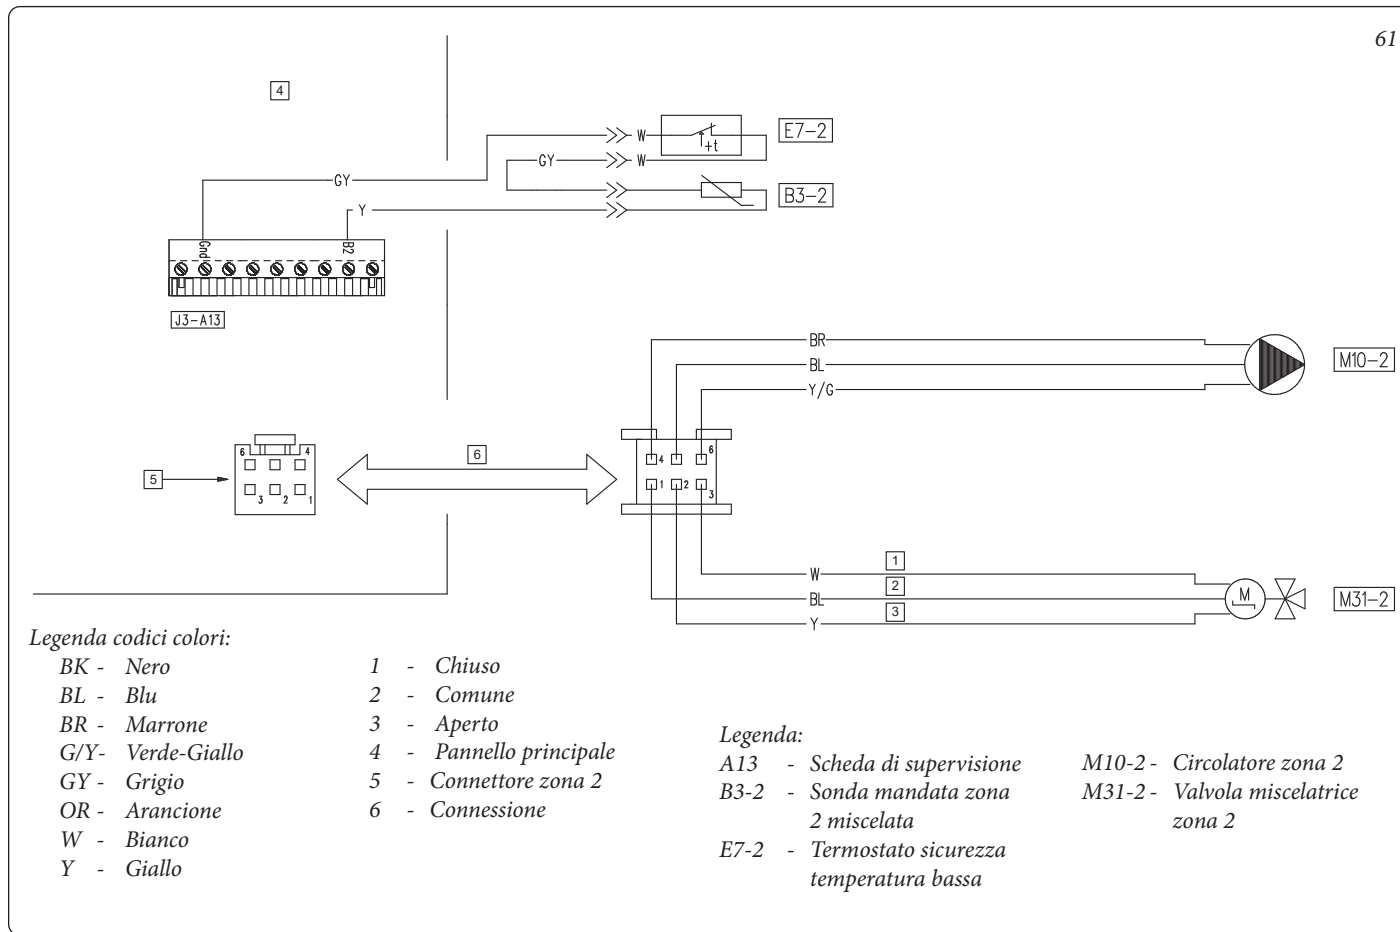 61
4
W
+t
E7-2
GY
W
GY
B3-2
Y
Gnd
B2
J3-A13
BR
BL
M10-2
Y/G
6
6
4
4
6
5
3
2
1
1
2
3
1
W
2
BL
M
M31-2
3
Y
Legenda codici colori:
BK - Nero
BL - Blu
BR - Marrone
G/Y- Verde-Giallo
GY - Grigio
OR - Arancione
W - Bianco
Y - Giallo
1 - Chiuso
2 - Comune
3 - Aperto
4 - Pannello principale
5 - Connettore zona 2
6 - Connessione
Legenda:
A13 - Scheda di supervisione
B3-2 - Sonda mandata zona
2 miscelata
E7-2 - Termostato sicurezza
temperatura bassa
M10-2 - Circolatore zona 2
M31-2 - Valvola miscelatrice
zona 2